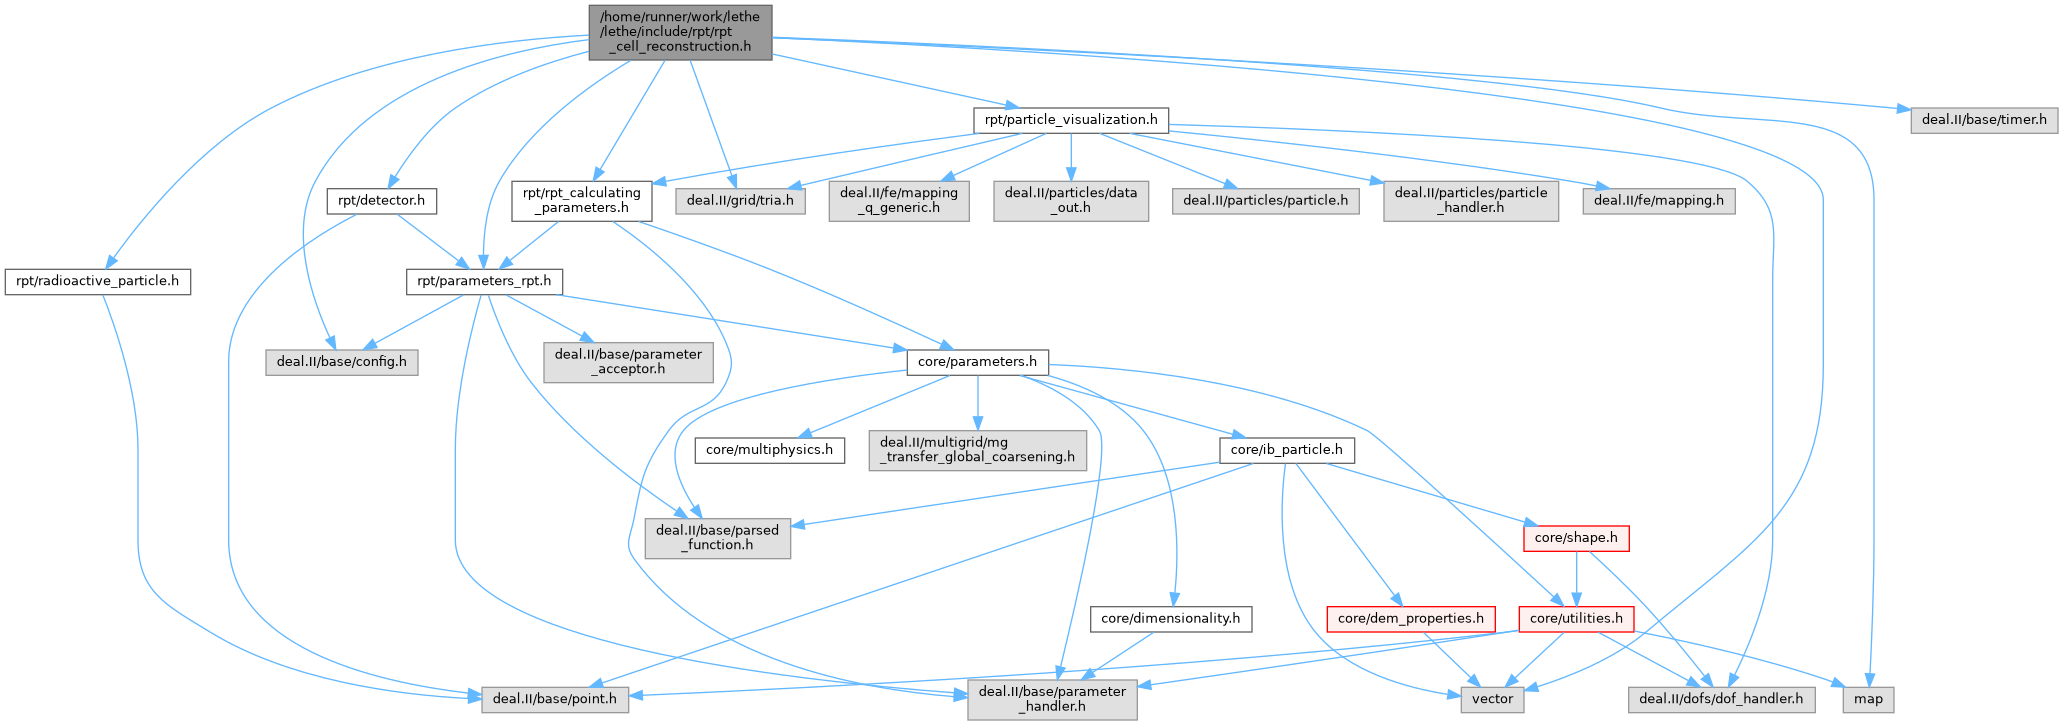 /home/runner/work/lethe
/lethe/include/rpt/rpt
_cell_reconstruction.h
rpt/particle_visualization.h
deal.II/base/timer.h
rpt/detector.h
rpt/rpt_calculating
_parameters.h
deal.II/grid/tria.h
deal.II/fe/mapping
_q_generic.h
deal.II/particles/data
_out.h
deal.II/particles/particle.h
deal.II/particles/particle
_handler.h
deal.II/fe/mapping.h
rpt/radioactive_particle.h
rpt/parameters_rpt.h
deal.II/base/config.h
deal.II/base/parameter
_acceptor.h
core/parameters.h
core/multiphysics.h
deal.II/multigrid/mg
_transfer_global_coarsening.h
core/ib_particle.h
deal.II/base/parsed
_function.h
core/shape.h
core/dimensionality.h
core/dem_properties.h
core/utilities.h
deal.II/base/point.h
deal.II/base/parameter
_handler.h
vector
deal.II/dofs/dof_handler.h
map